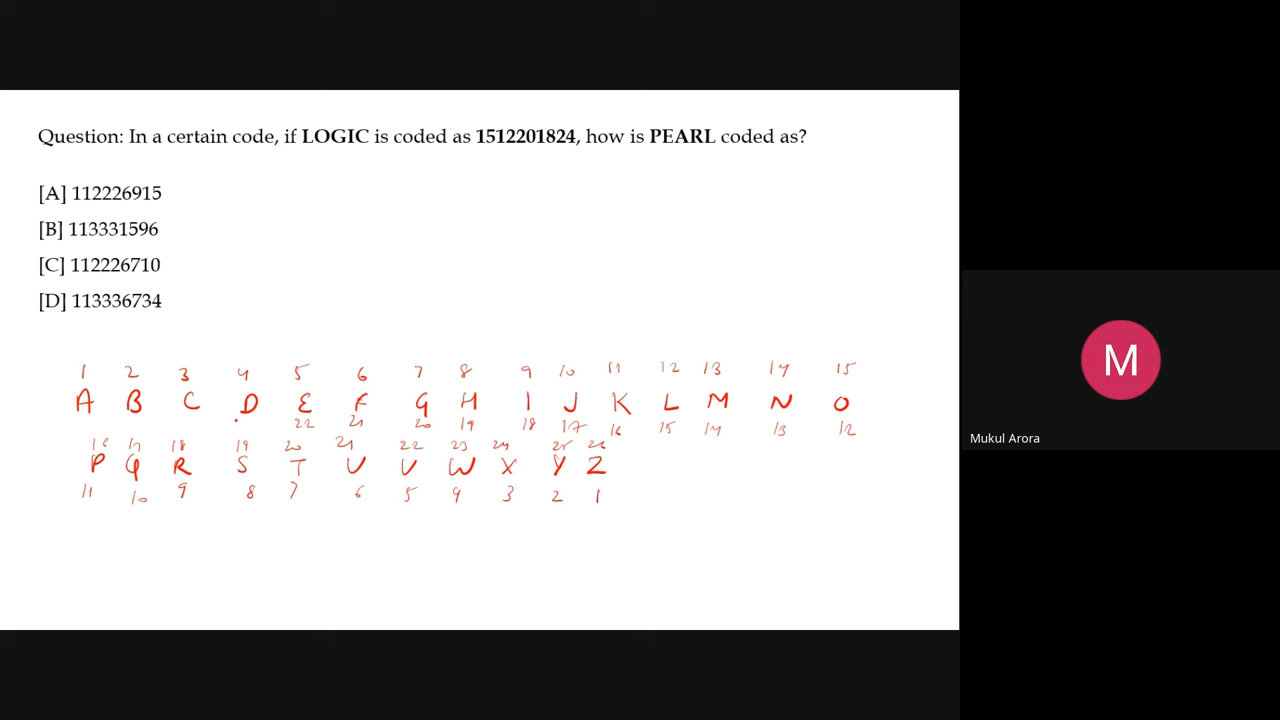 Question: In a certain code, if LOGIC is coded as 1512201824, how is PEARL coded as?
[A] 112226915
[B] 113331596
[C] 112226710
[D] 113336734
1 2 3 4 5 6 7 8 9 10 11 12 13 14 15
A B C D E F G H I J K L M N O
22 21 20 19 18 17 16 15 14 13 12
16 17 18 19 20 21 22 23 24 25 26
P Q R S T U V W X Y Z
11 10 9 8 7 6 5 4 3 2 1
M
Mukul Arora